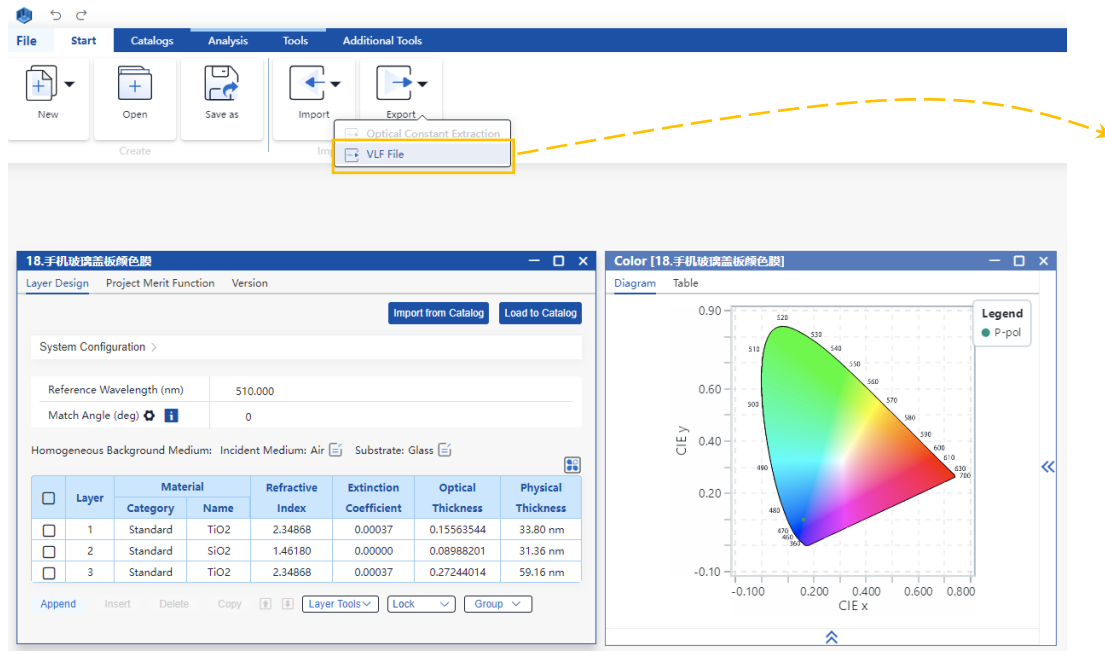 File Start Catalogs Analysis Tools Additional Tools
New Open Save as Import Export
Create
Optical Constant Extraction
VLF File
18.手机玻璃盖板颜色膜
Layer Design Project Merit Function Version
Import from Catalog Load to Catalog
System Configuration >
Reference Wavelength (nm) 510.000
Match Angle (deg) i 0
Homogeneous Background Medium: Incident Medium: Air Substrate: Glass
Layer Material Refractive Index Extinction Coefficient Optical Thickness Physical Thickness
Category Name
1 Standard TiO2 2.34868 0.00037 0.15563544 33.80 nm
2 Standard SiO2 1.46180 0.00000 0.08988201 31.36 nm
3 Standard TiO2 2.34868 0.00037 0.27244014 59.16 nm
Append Insert Delete Copy Layer Tools Lock Group
Color [18.手机玻璃盖板颜色膜]
Diagram Table
Legend
P-pol
0.90
0.60
0.40
0.20
-0.10
CIE y
520
530
510
540
550
560
500
570
580
590
600
490
610
630
700
480
470
460
360
-0.100 0.200 0.400 0.600 0.800
CIE x